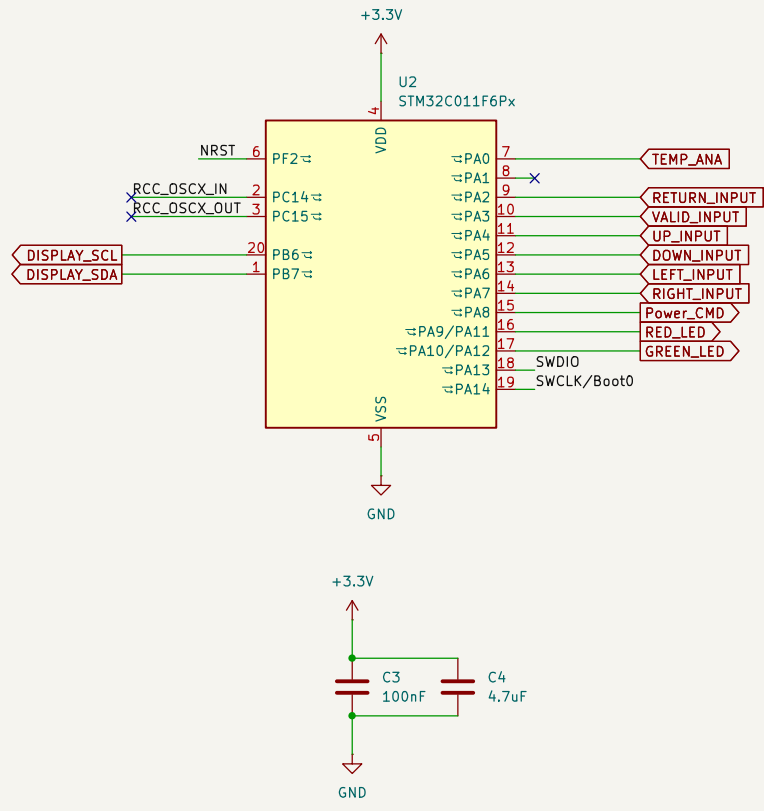 +3.3V
U2
STM32C011F6Px
4
VDD
NRST
6
PF2
RCC_OSCX_IN
2
PC14
RCC_OSCX_OUT
3
PC15
DISPLAY_SCL
20
PB6
DISPLAY_SDA
1
PB7
PA0
7
TEMP_ANA
PA1
8
PA2
9
RETURN_INPUT
PA3
10
VALID_INPUT
PA4
11
UP_INPUT
PA5
12
DOWN_INPUT
PA6
13
LEFT_INPUT
PA7
14
RIGHT_INPUT
PA8
15
Power_CMD
PA9/PA11
16
RED_LED
PA10/PA12
17
GREEN_LED
PA13
18
SWDIO
PA14
19
SWCLK/Boot0
VSS
5
GND
+3.3V
C3
100nF
C4
4.7uF
GND